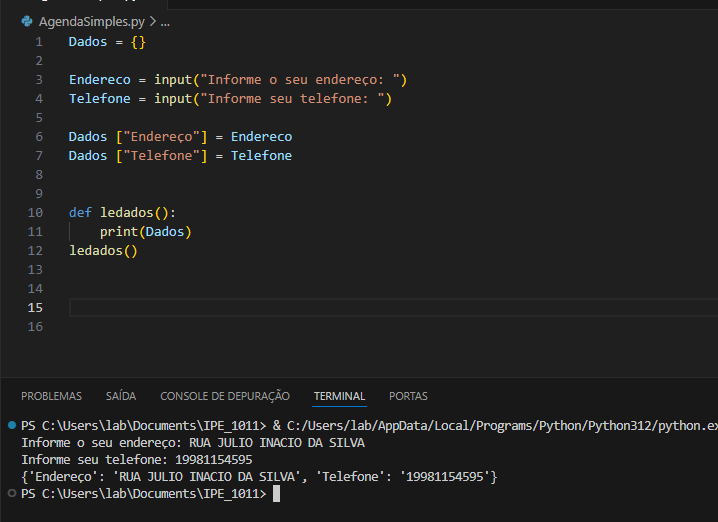 AgendaSimples.py > ...
1 Dados = {}
2
3 Endereco = input("Informe o seu endereço: ")
4 Telefone = input("Informe seu telefone: ")
5
6 Dados ["Endereço"] = Endereco
7 Dados ["Telefone"] = Telefone
8
9
10 def ledados():
11     print(Dados)
12 ledados()
13
14
15
16
PROBLEMAS SAÍDA CONSOLE DE DEPURAÇÃO TERMINAL PORTAS
PS C:\Users\lab\Documents\IPE_1011> & C:/Users/lab/AppData/Local/Programs/Python/Python312/python.ex
Informe o seu endereço: RUA JULIO INACIO DA SILVA
Informe seu telefone: 19981154595
{'Endereço': 'RUA JULIO INACIO DA SILVA', 'Telefone': '19981154595'}
PS C:\Users\lab\Documents\IPE_1011>